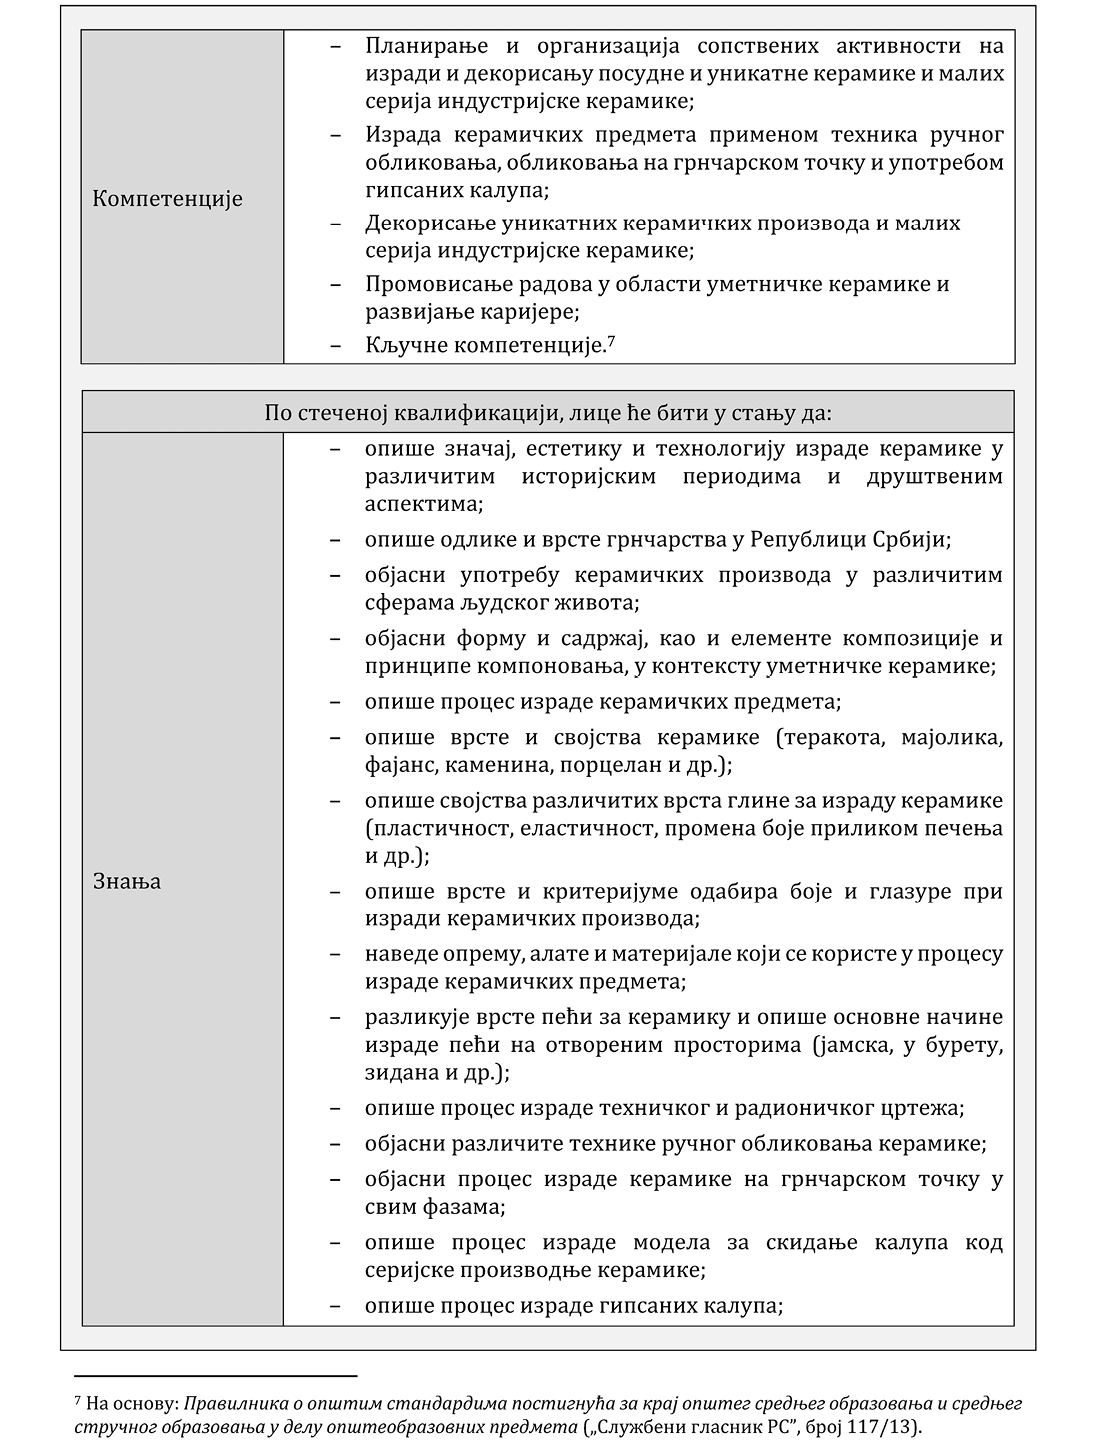 – Планирање и организација сопствених активности на
изради и декорисању посудне и уникатне керамике и малих
серија индустријске керамике;
– Израда керамичких предмета применом техника ручног
обликовања, обликовања на грнчарском точку и употребом
гипсаних калупа;
Компетенције
– Декорисање уникатних керамичких производа и малих
серија индустријске керамике;
– Промовисање радова у области уметничке керамике и
развијање каријере;
– Кључне компетенције.⁷
По стеченој квалификацији, лице ће бити у стању да:
– опише значај, естетику и технологију израде керамике у
различитим историјским периодима и друштвеним
аспектима;
– опише одлике и врсте грнчарства у Републици Србији;
– објасни употребу керамичких производа у различитим
сферама људског живота;
– објасни форму и садржај, као и елементе композиције и
принципе компоновања, у контексту уметничке керамике;
– опише процес израде керамичких предмета;
– опише врсте и својства керамике (теракота, мајолика,
фајанс, каменина, порцелан и др.);
– опише својства различитих врста глине за израду керамике
(пластичност, еластичност, промена боје приликом печења
и др.);
Знања
– опише врсте и критеријуме одабира боје и глазуре при
изради керамичких производа;
– наведе опрему, алате и материјале који се користе у процесу
израде керамичких предмета;
– разликује врсте пећи за керамику и опише основне начине
израде пећи на отвореним просторима (јамска, у бурету,
зидана и др.);
– опише процес израде техничког и радионичког цртежа;
– објасни различите технике ручног обликовања керамике;
– објасни процес израде керамике на грнчарском точку у
свим фазама;
– опише процес израде модела за скидање калупа код
серијске производње керамике;
– опише процес израде гипсаних калупа;
⁷ На основу: Правилника о општим стандардима постигнућа за крај општег средњег образовања и средњег
стручног образовања у делу општеобразовних предмета („Службени гласник РС”, број 117/13).